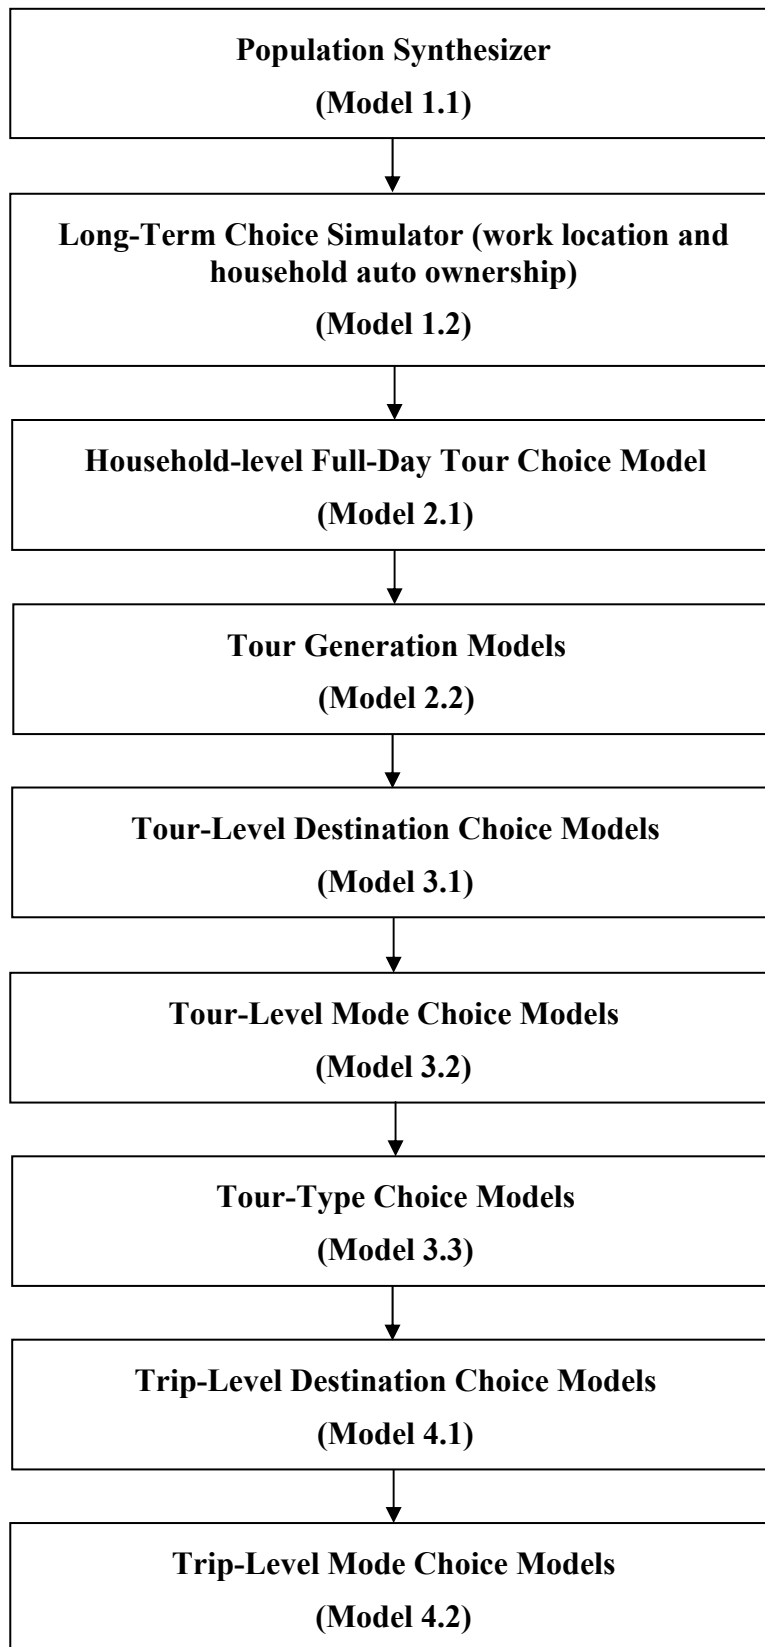 Population Synthesizer
(Model 1.1)
Long-Term Choice Simulator (work location and
household auto ownership)
(Model 1.2)
Household-level Full-Day Tour Choice Model
(Model 2.1)
Tour Generation Models
(Model 2.2)
Tour-Level Destination Choice Models
(Model 3.1)
Tour-Level Mode Choice Models
(Model 3.2)
Tour-Type Choice Models
(Model 3.3)
Trip-Level Destination Choice Models
(Model 4.1)
Trip-Level Mode Choice Models
(Model 4.2)